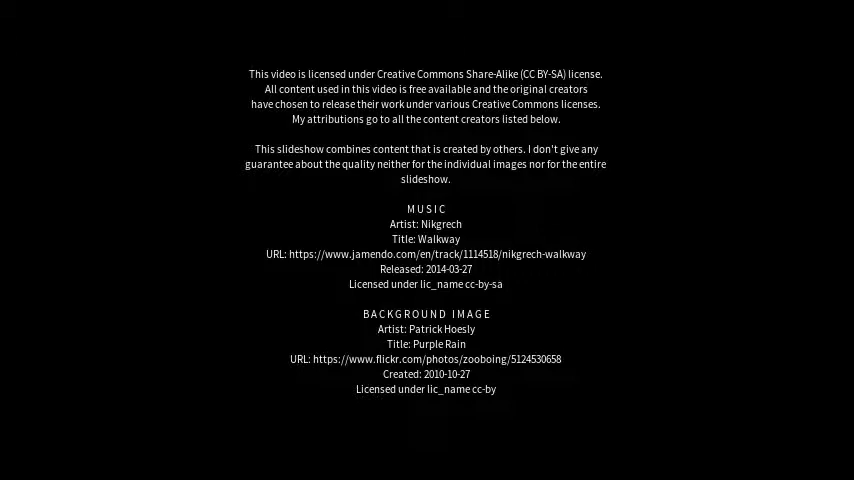 This video is licensed under Creative Commons Share-Alike (CC BY-SA) license.
All content used in this video is free available and the original creators
have chosen to release their work under various Creative Commons licenses.
My attributions go to all the content creators listed below.
This slideshow combines content that is created by others. I don't give any
guarantee about the quality neither for the individual images nor for the entire
slideshow.
MUSIC
Artist: Nikgrech
Title: Walkway
URL: https://www.jamendo.com/en/track/1114518/nikgrech-walkway
Released: 2014-03-27
Licensed under lic_name cc-by-sa
BACKGROUND IMAGE
Artist: Patrick Hoesly
Title: Purple Rain
URL: https://www.flickr.com/photos/zooboing/5124530658
Created: 2010-10-27
Licensed under lic_name cc-by